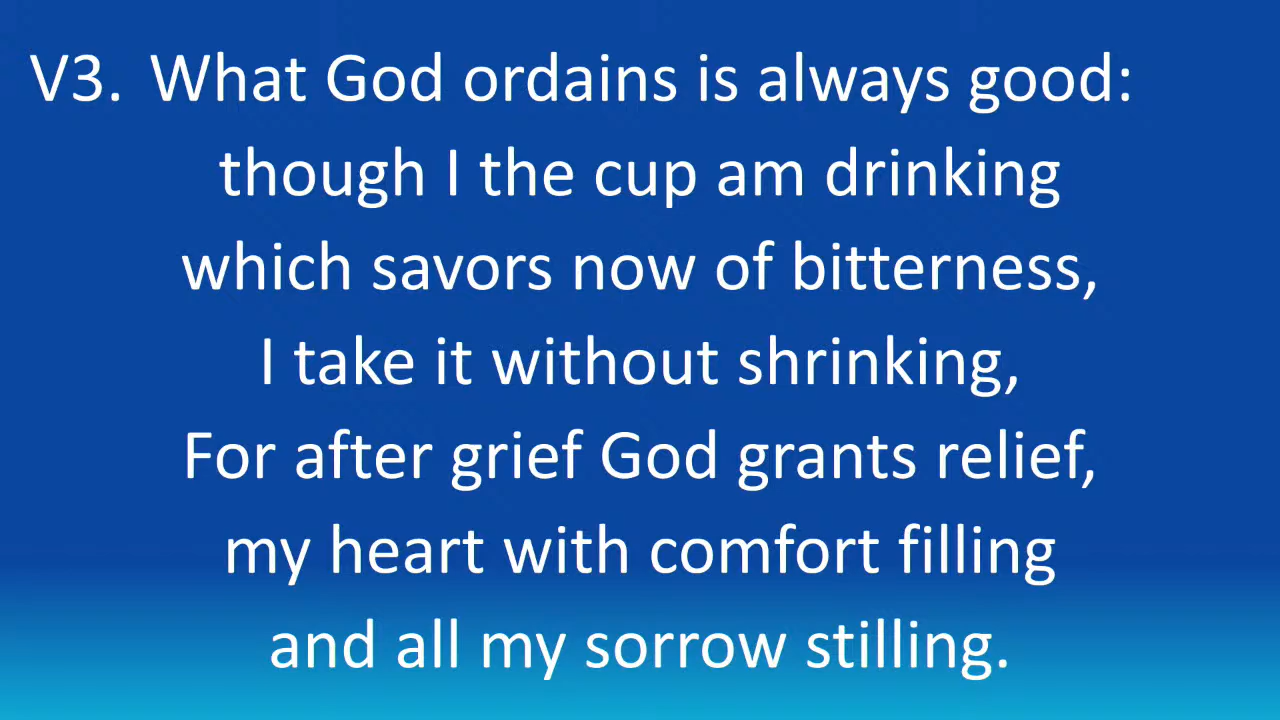 V3. What God ordains is always good:
though I the cup am drinking
which savors now of bitterness,
I take it without shrinking,
For after grief God grants relief,
my heart with comfort filling
and all my sorrow stilling.